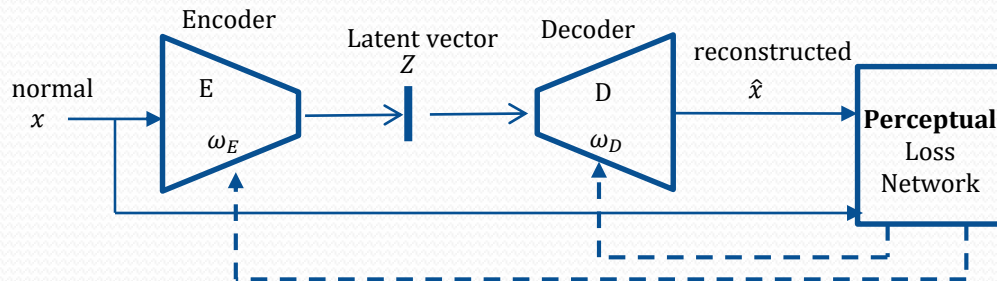 Encoder
Latent vector
Z
Decoder
reconstructed
x̂
normal
x
E
ω_E
D
ω_D
Perceptual
Loss
Network